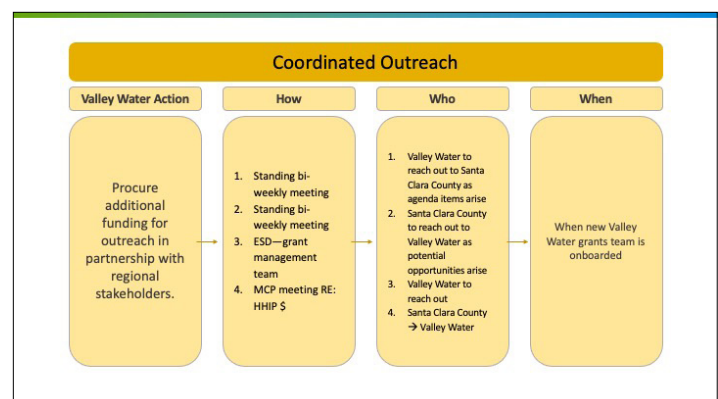 Coordinated Outreach
Valley Water Action
How
Who
When
Procure
additional
funding for
outreach in
partnership with
regional
stakeholders.
1. Standing bi-
weekly meeting
2. Standing bi-
weekly meeting
3. ESD—grant
management
team
4. MCP meeting RE:
HHIP $
1. Valley Water to
reach out to Santa
Clara County as
agenda items arise
2. Santa Clara County
to reach out to
Valley Water as
potential
opportunities arise
3. Valley Water to
reach out
4. Santa Clara County
→ Valley Water
When new Valley
Water grants team is
onboarded